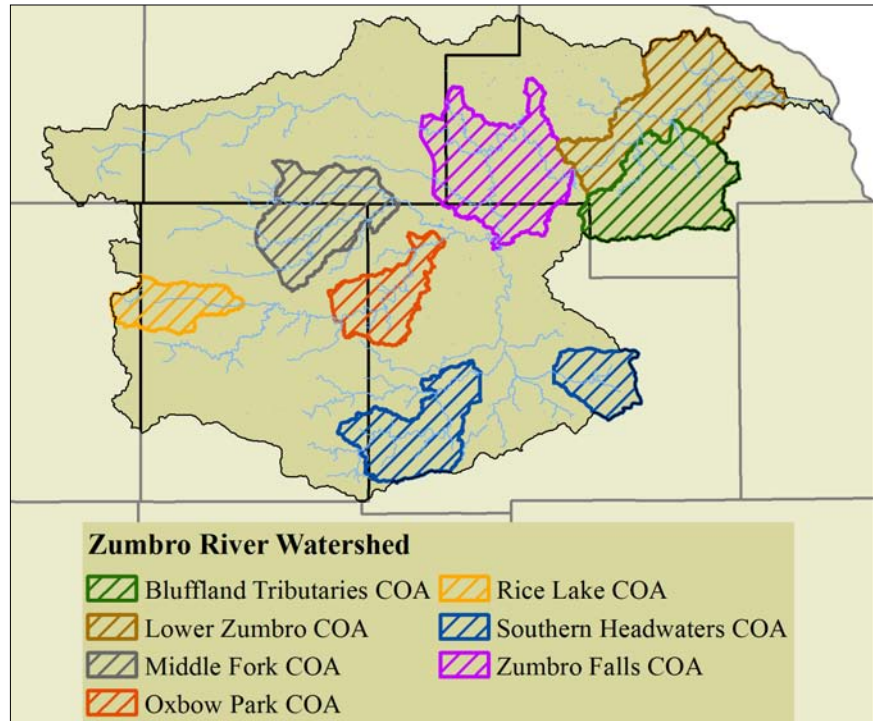 Zumbro River Watershed
Bluffland Tributaries COA
Rice Lake COA
Lower Zumbro COA
Southern Headwaters COA
Middle Fork COA
Zumbro Falls COA
Oxbow Park COA